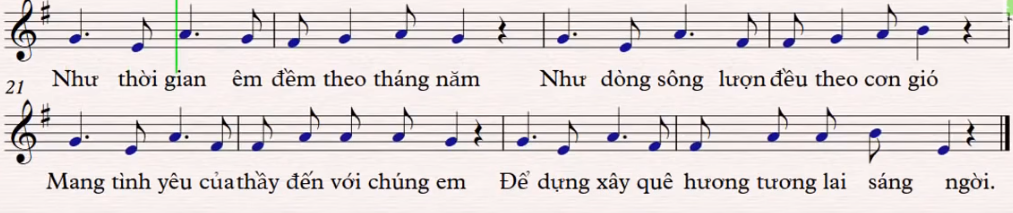 Như thời gian êm đềm theo tháng năm Như dòng sông lượn đều theo cơn gió
21
Mang tình yêu của thầy đến với chúng em Để dựng xây quê hương tương lai sáng ngời.